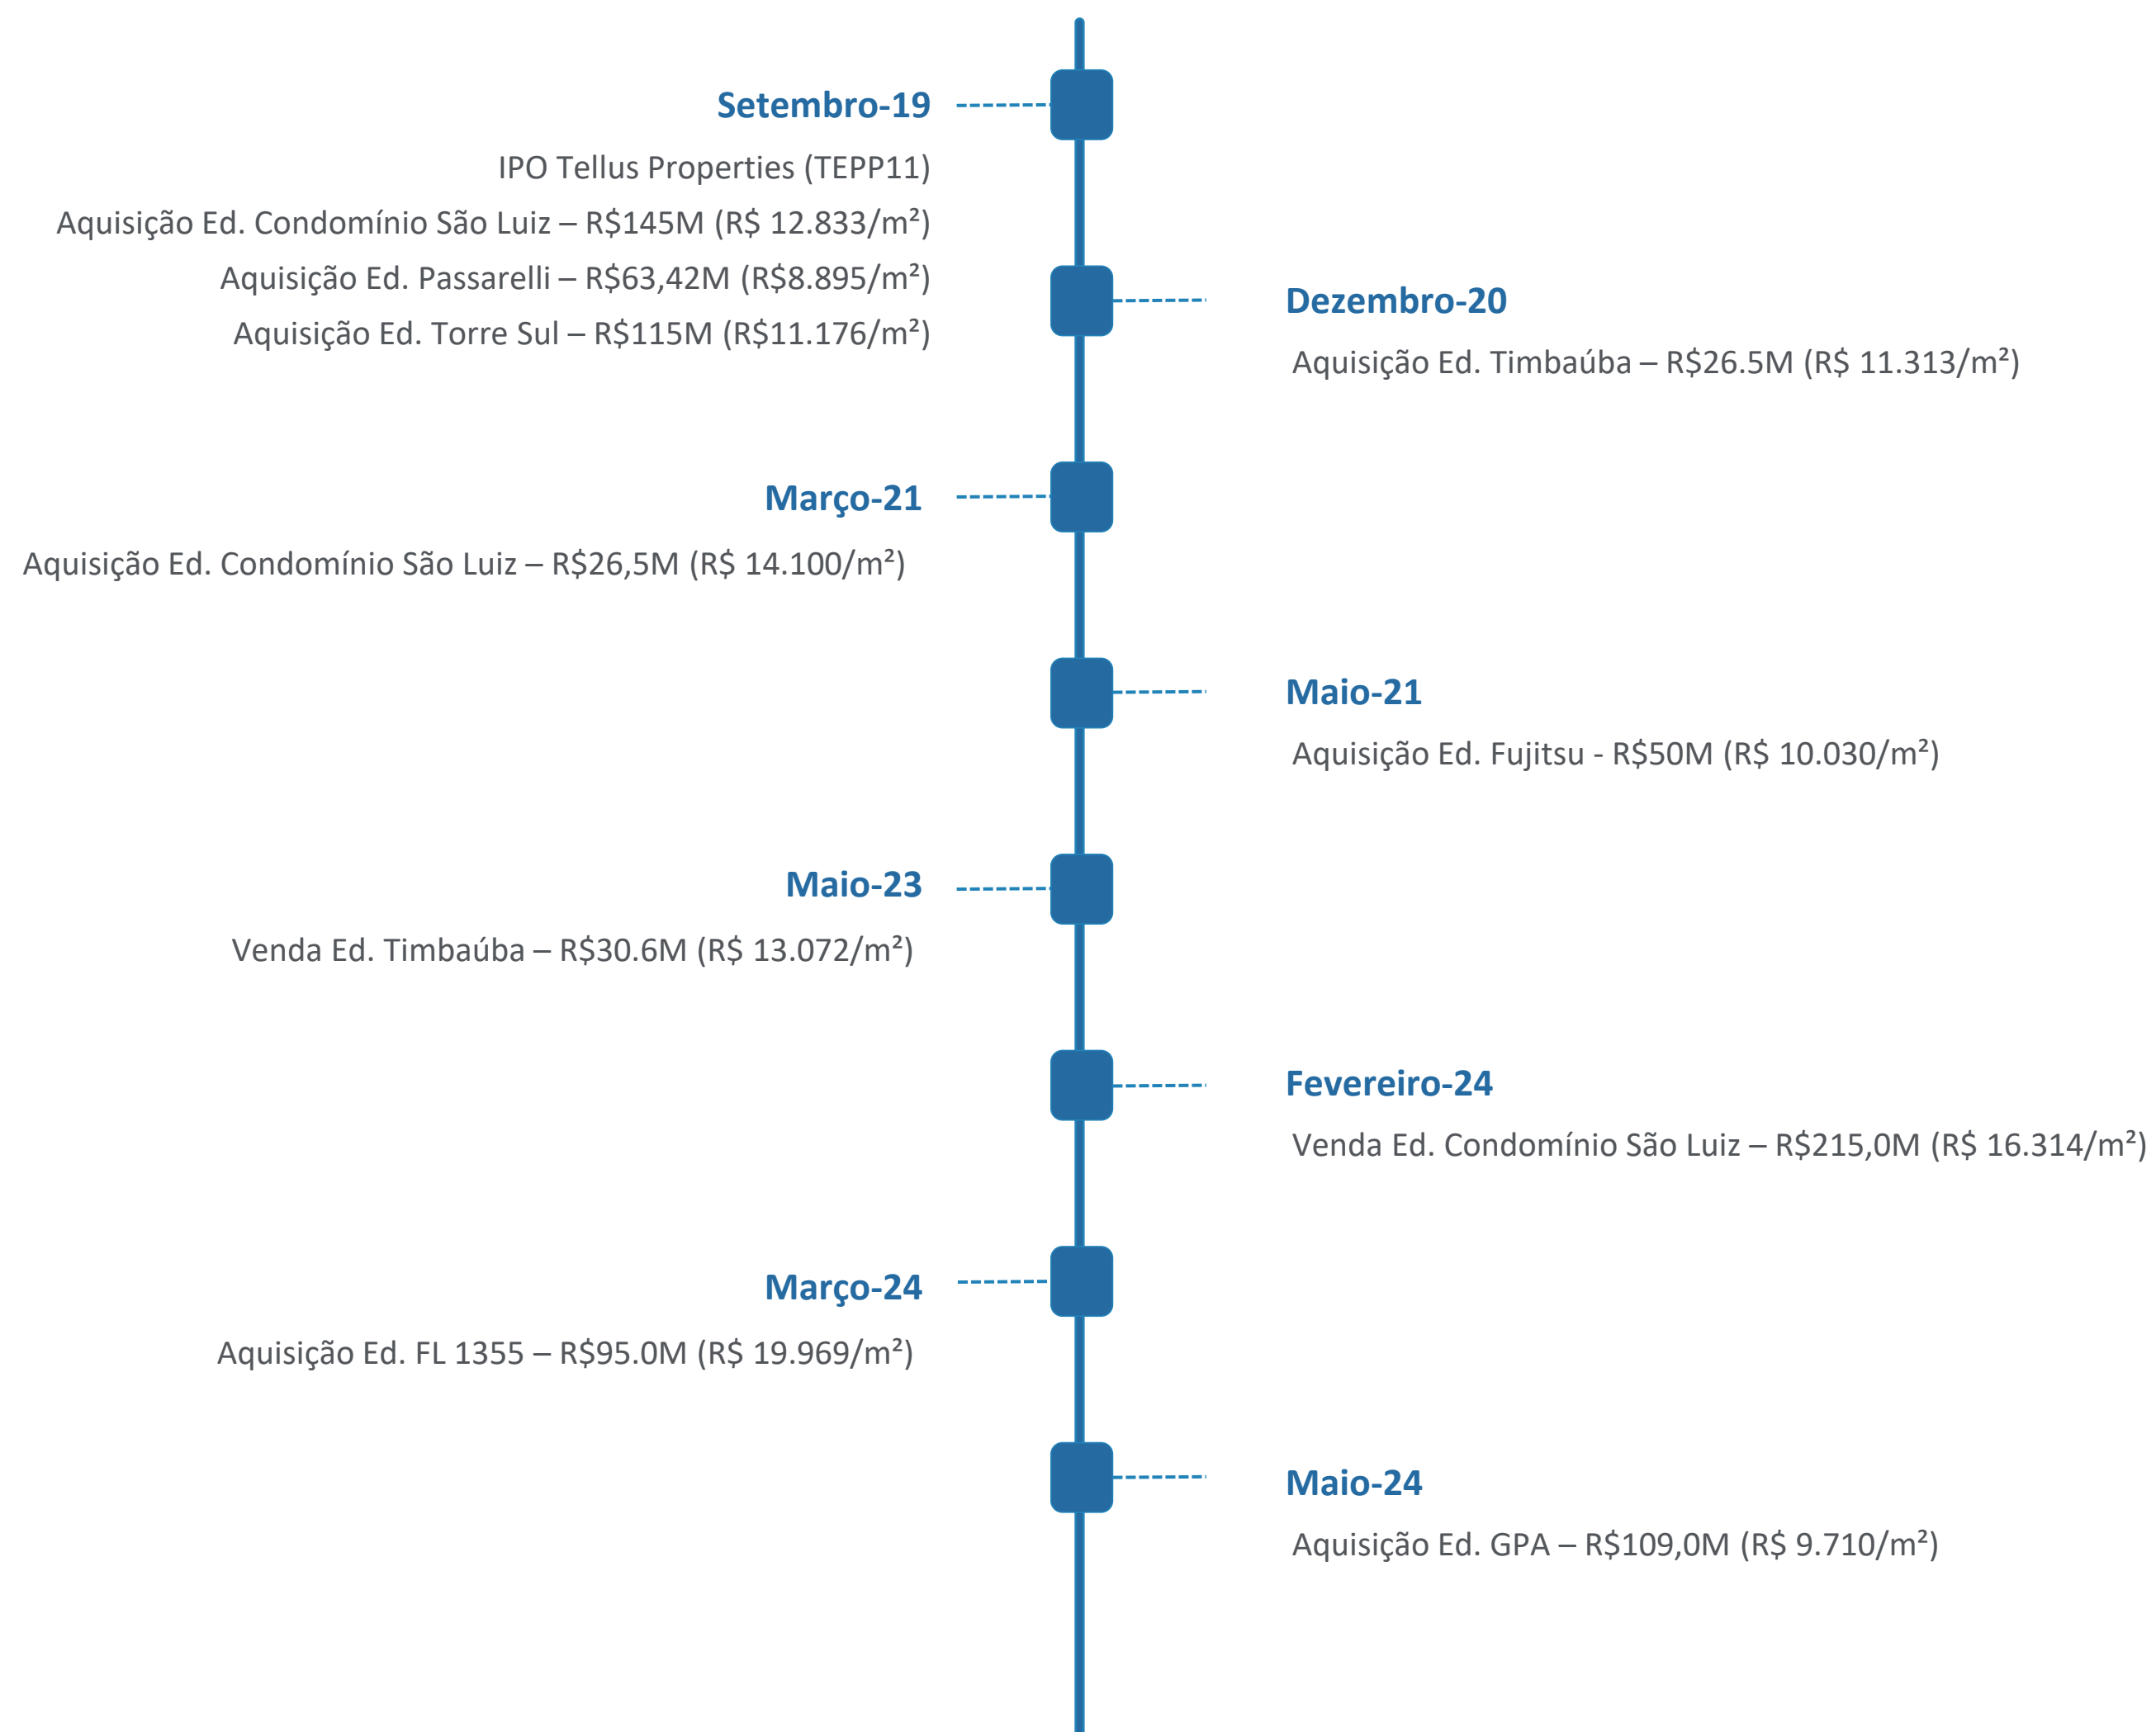 Setembro-19
IPO Tellus Properties (TEPP11)
Aquisição Ed. Condomínio São Luiz – R$145M (R$ 12.833/m²)
Aquisição Ed. Passarelli – R$63,42M (R$8.895/m²)
Aquisição Ed. Torre Sul – R$115M (R$11.176/m²)
Dezembro-20
Aquisição Ed. Timbaúba – R$26.5M (R$ 11.313/m²)
Março-21
Aquisição Ed. Condomínio São Luiz – R$26,5M (R$ 14.100/m²)
Maio-21
Aquisição Ed. Fujitsu - R$50M (R$ 10.030/m²)
Maio-23
Venda Ed. Timbaúba – R$30.6M (R$ 13.072/m²)
Fevereiro-24
Venda Ed. Condomínio São Luiz – R$215,0M (R$ 16.314/m²)
Março-24
Aquisição Ed. FL 1355 – R$95.0M (R$ 19.969/m²)
Maio-24
Aquisição Ed. GPA – R$109,0M (R$ 9.710/m²)